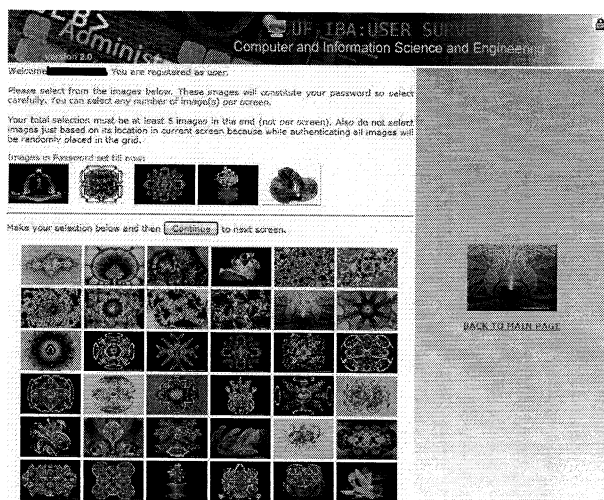 LB7
Administ
version 2.0
UF IBA:USER SURVE
Computer and Information Science and Engineering
Welcome You are registered as user.
Please select from the images below. These images will constitute your password so select
carefully. You can select any number of image(s) per screen.
Your total selection must be at least 5 images in the end (not per screen). Also do not select
images just based on its location in current screen because while authenticating all images will
be randomly placed in the grid.
Images in Password set till now:
Make your selection below and then Continue to next screen.
BACK TO MAIN PAGE